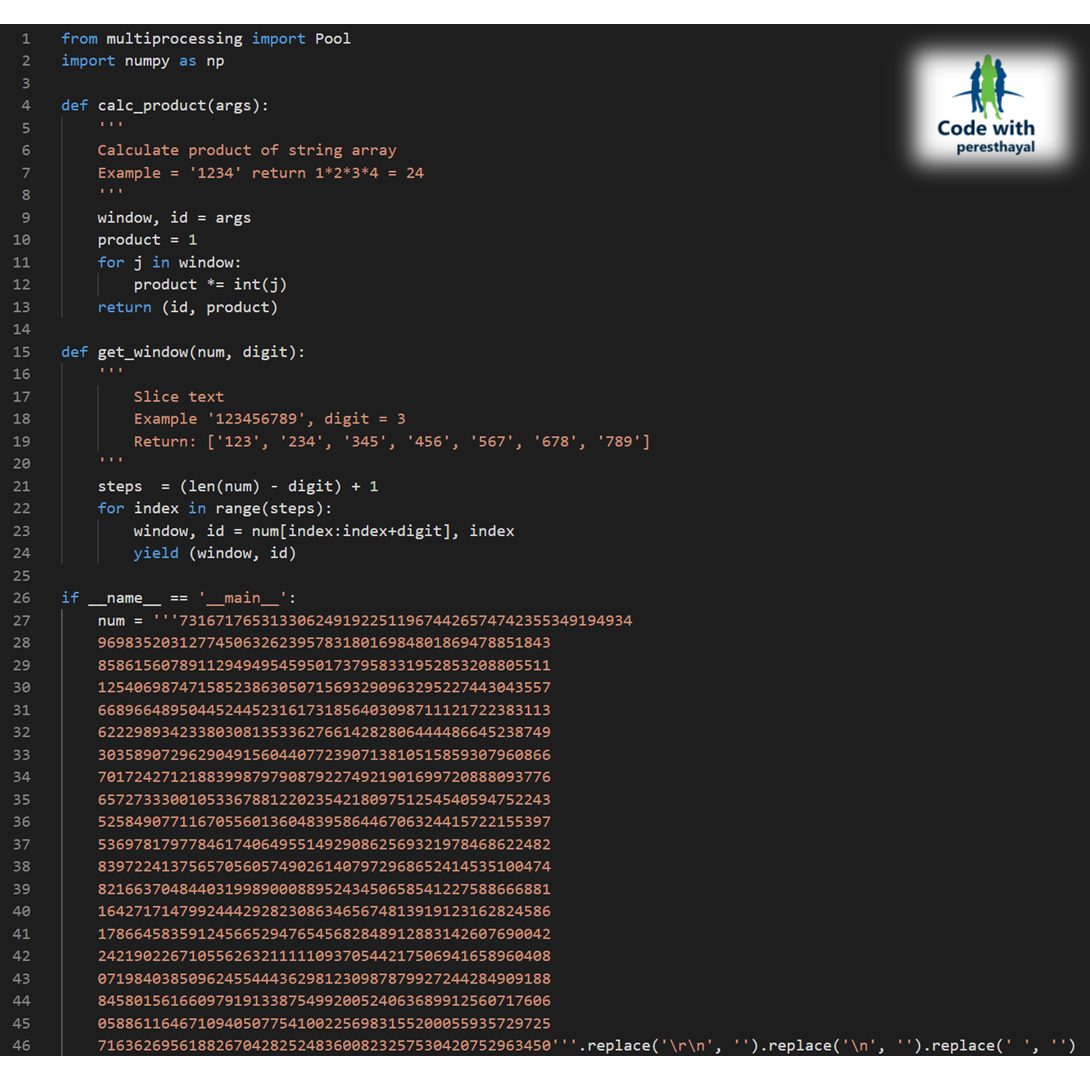 1 from multiprocessing import Pool
2 import numpy as np
3
4 def calc_product(args):
5     '''
6     Calculate product of string array
7     Example = '1234' return 1*2*3*4 = 24
8     '''
9     window, id = args
10     product = 1
11     for j in window:
12         product *= int(j)
13     return (id, product)
14
15 def get_window(num, digit):
16     '''
17         Slice text
18         Example '123456789', digit = 3
19         Return: ['123', '234', '345', '456', '567', '678', '789']
20     '''
21     steps  = (len(num) - digit) + 1
22     for index in range(steps):
23         window, id = num[index:index+digit], index
24         yield (window, id)
25
26 if __name__ == '__main__':
27     num = '''73167176531330624919225119674426574742355349194934
28     96983520312774506326239578318016984801869478851843
29     85861560789112949495459501737958331952853208805511
30     12540698747158523863050715693290963295227443043557
31     66896648950445244523161731856403098711121722383113
32     62229893423380308135336276614282806444486645238749
33     30358907296290491560440772390713810515859307960866
34     70172427121883998797908792274921901699720888093776
35     65727333001053367881220235421809751254540594752243
36     52584907711670556013604839586446706324415722155397
37     53697817977846174064955149290862569321978468622482
38     83972241375657056057490261407972968652414535100474
39     82166370484403199890008895243450658541227588666881
40     16427171479924442928230863465674813919123162824586
41     17866458359124566529476545682848912883142607690042
42     24219022671055626321111109370544217506941658960408
43     07198403850962455444362981230987879927244284909188
44     84580156166097919133875499200524063689912560717606
45     05886116467109405077541002256983155200055935729725
46     71636269561882670428252483600823257530420752963450'''.replace('\r\n', '').replace('\n', '').replace(' ', '')
Code with
peresthayal